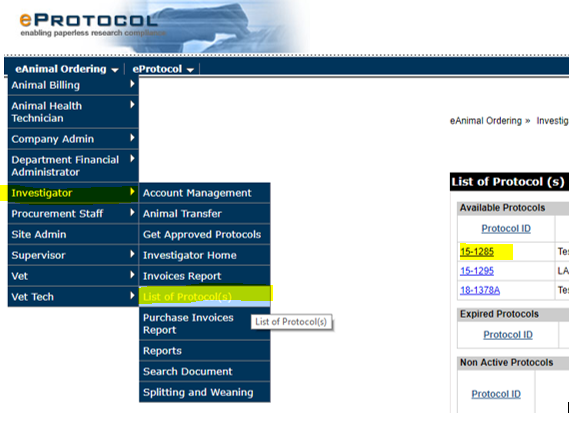 ePROTOCOL
enabling paperless research compliance
eAnimal Ordering eProtocol
Animal Billing
Animal Health
Technician
Company Admin
Department Financial
Administrator
Investigator
Procurement Staff
Site Admin
Supervisor
Vet
Vet Tech
Account Management
Animal Transfer
Get Approved Protocols
Investigator Home
Invoices Report
List of Protocol(s)
Purchase Invoices
Report
Reports
Search Document
Splitting and Weaning
List of Protocol(s)
eAnimal Ordering » Investig
List of Protocol (s)
Available Protocols
Protocol ID
15-1285 Tes
15-1295 LA
18-1378A Tes
Expired Protocols
Protocol ID
Non Active Protocols
Protocol ID